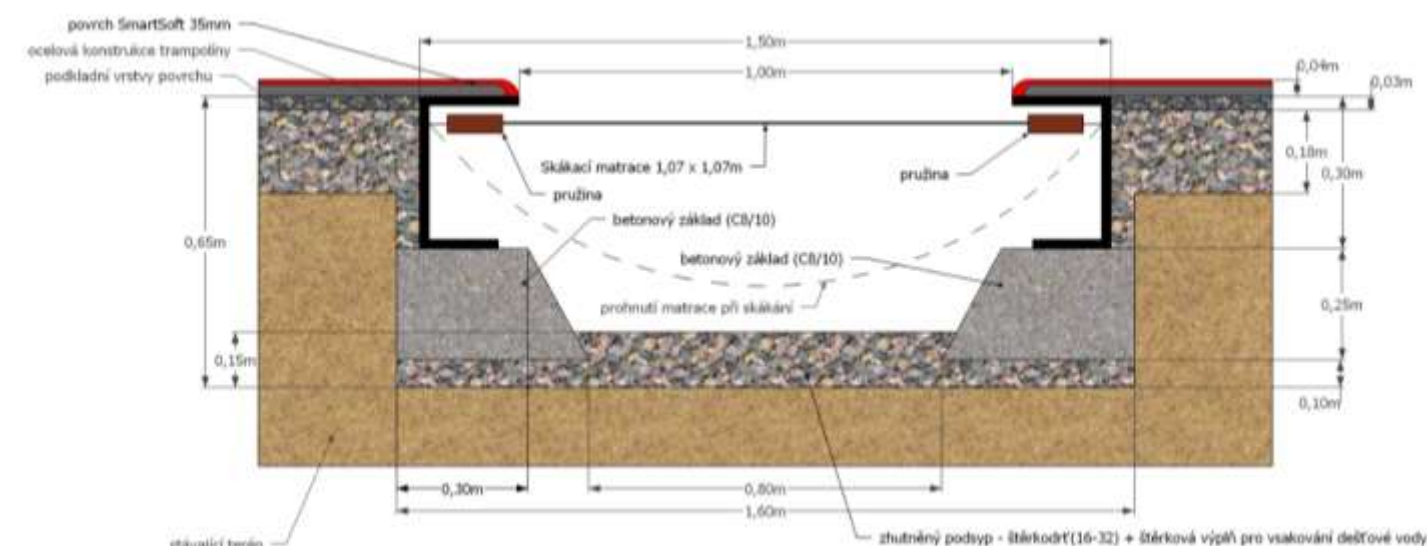 povrch SmartSoft 35mm
ocelová konstrukce trampolíny
podkladní vrstvy povrchu
1,50m
1,00m
0,04m
0,03m
0,18m
0,30m
Skákací matrace 1,07 x 1,07m
pružina
pružina
betonový základ (C8/10)
betonový základ (C8/10)
prohnutí matrace při skákání
0,65m
0,25m
0,15m
0,10m
0,30m
0,80m
1,60m
stávající terén
zhutněný podsyp - štěrkodrť(16-32) + štěrková výplň pro vsakování dešťové vody